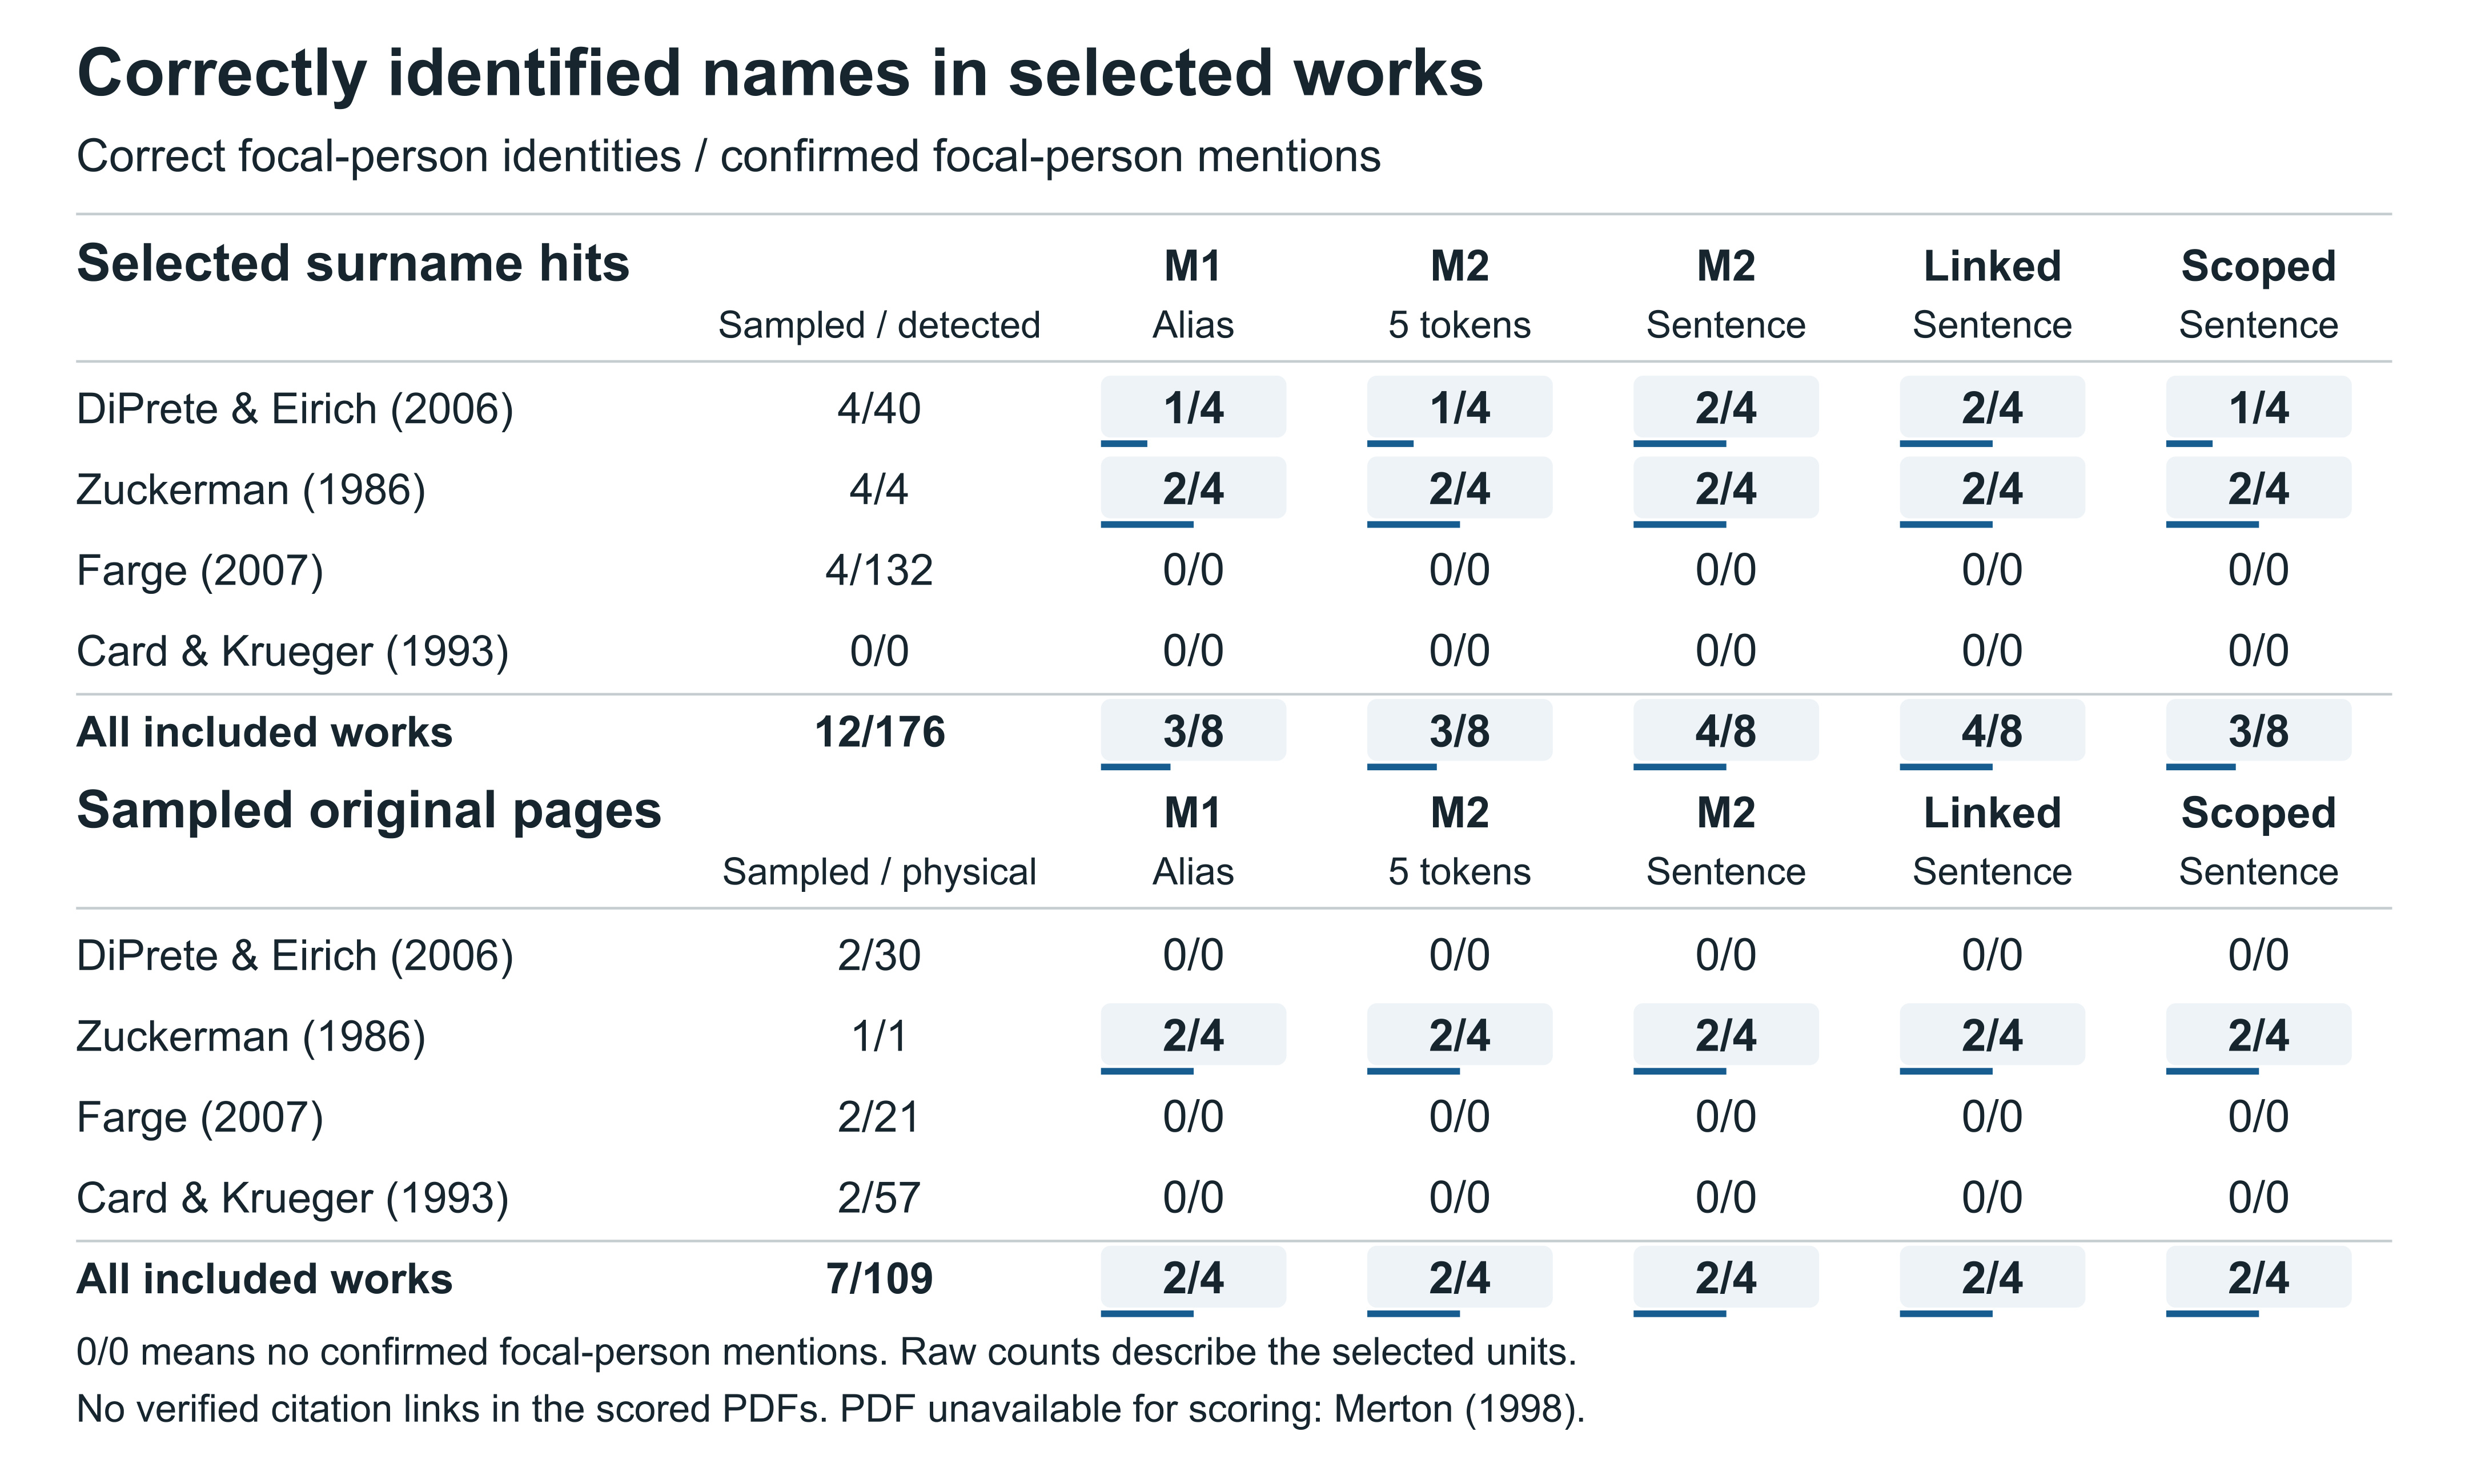 Correctly identified names in selected works
Correct focal-person identities / confirmed focal-person mentions
Selected surname hits M1 M2 M2 Linked Scoped
Sampled / detected Alias 5 tokens Sentence Sentence Sentence
DiPrete & Eirich (2006) 4/40 1/4 1/4 2/4 2/4 1/4
Zuckerman (1986) 4/4 2/4 2/4 2/4 2/4 2/4
Farge (2007) 4/132 0/0 0/0 0/0 0/0 0/0
Card & Krueger (1993) 0/0 0/0 0/0 0/0 0/0 0/0
All included works 12/176 3/8 3/8 4/8 4/8 3/8
Sampled original pages M1 M2 M2 Linked Scoped
Sampled / physical Alias 5 tokens Sentence Sentence Sentence
DiPrete & Eirich (2006) 2/30 0/0 0/0 0/0 0/0 0/0
Zuckerman (1986) 1/1 2/4 2/4 2/4 2/4 2/4
Farge (2007) 2/21 0/0 0/0 0/0 0/0 0/0
Card & Krueger (1993) 2/57 0/0 0/0 0/0 0/0 0/0
All included works 7/109 2/4 2/4 2/4 2/4 2/4
0/0 means no confirmed focal-person mentions. Raw counts describe the selected units.
No verified citation links in the scored PDFs. PDF unavailable for scoring: Merton (1998).